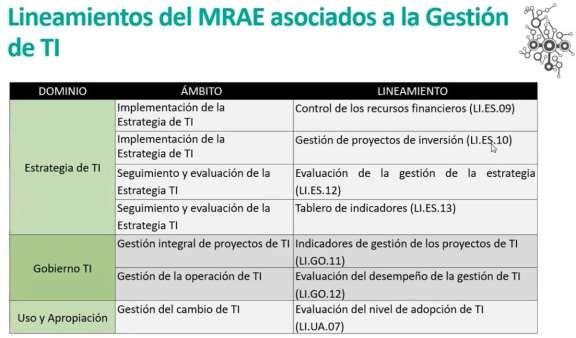 Lineamientos del MRAE asociados a la Gestión
de TI
DOMINIO ÁMBITO LINEAMIENTO
Estrategia de TI
Implementación de la
Estrategia de TI
Control de los recursos financieros (LI.ES.09)
Implementación de la
Estrategia de TI
Gestión de proyectos de inversión (LI.ES.10)
Seguimiento y evaluación de la
Estrategia TI
Evaluación de la gestión de la estrategia
(LI.ES.12)
Seguimiento y evaluación de la
Estrategia TI
Tablero de indicadores (LI.ES.13)
Gobierno TI
Gestión integral de proyectos de TI
Indicadores de gestión de los proyectos de TI
(LI.GO.11)
Gestión de la operación de TI
Evaluación del desempeño de la gestión de TI
(LI.GO.12)
Uso y Apropiación
Gestión del cambio de TI
Evaluación del nivel de adopción de TI
(LI.UA.07)